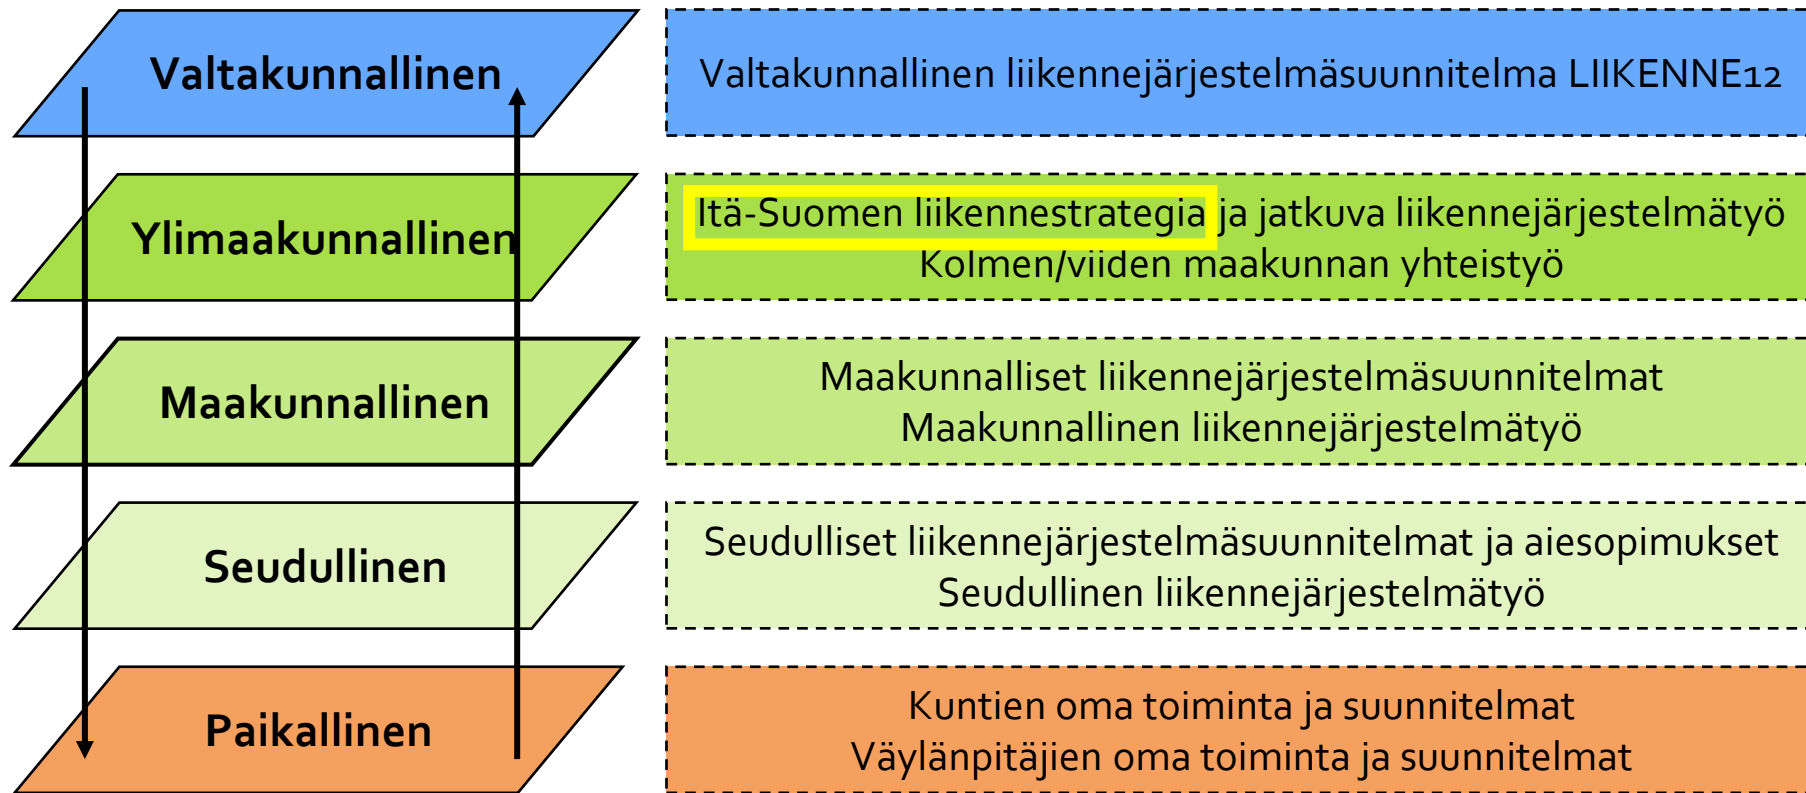 Valtakunnallinen
Valtakunnallinen liikennejärjestelmäsuunnitelma LIIKENNE12
Ylimaakunnallinen
Itä-Suomen liikennestrategia ja jatkuva liikennejärjestelmätyö
Kolmen/viiden maakunnan yhteistyö
Maakunnallinen
Maakunnalliset liikennejärjestelmäsuunnitelmat
Maakunnallinen liikennejärjestelmätyö
Seudullinen
Seudulliset liikennejärjestelmäsuunnitelmat ja aiesopimukset
Seudullinen liikennejärjestelmätyö
Paikallinen
Kuntien oma toiminta ja suunnitelmat
Väylänpitäjien oma toiminta ja suunnitelmat